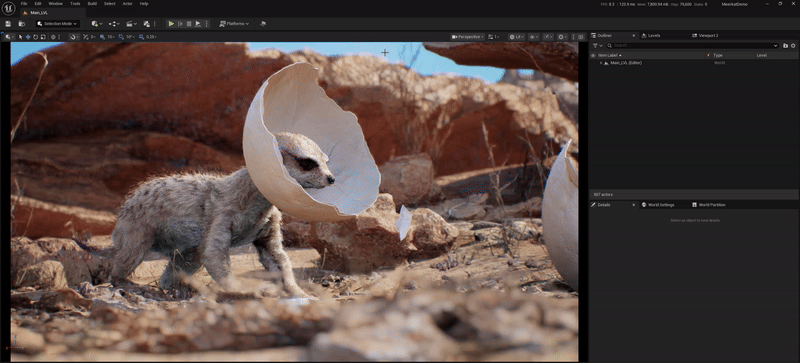 File Edit Window Tools Build Select Actor Help
MeerkatDemo
Main_LVL
Selection Mode
Platforms
Perspective
Lit
Outliner Levels Viewport 2
Search...
Item Label Type Level
Main_LVL (Editor) World
887 actors
Details World Settings World Partition
Select an object to view details.